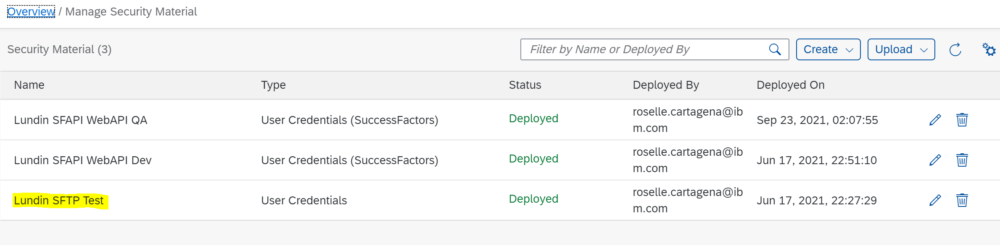 Overview / Manage Security Material
Security Material (3)
Filter by Name or Deployed By
Create
Upload
Name Type Status Deployed By Deployed On
Lundin SFAPI WebAPI QA User Credentials (SuccessFactors) Deployed roselle.cartagena@ib Sep 23, 2021, 02:07:55
m.com
Lundin SFAPI WebAPI Dev User Credentials (SuccessFactors) Deployed roselle.cartagena@ib Jun 17, 2021, 22:51:10
m.com
Lundin SFTP Test User Credentials Deployed roselle.cartagena@ib Jun 17, 2021, 22:27:29
m.com